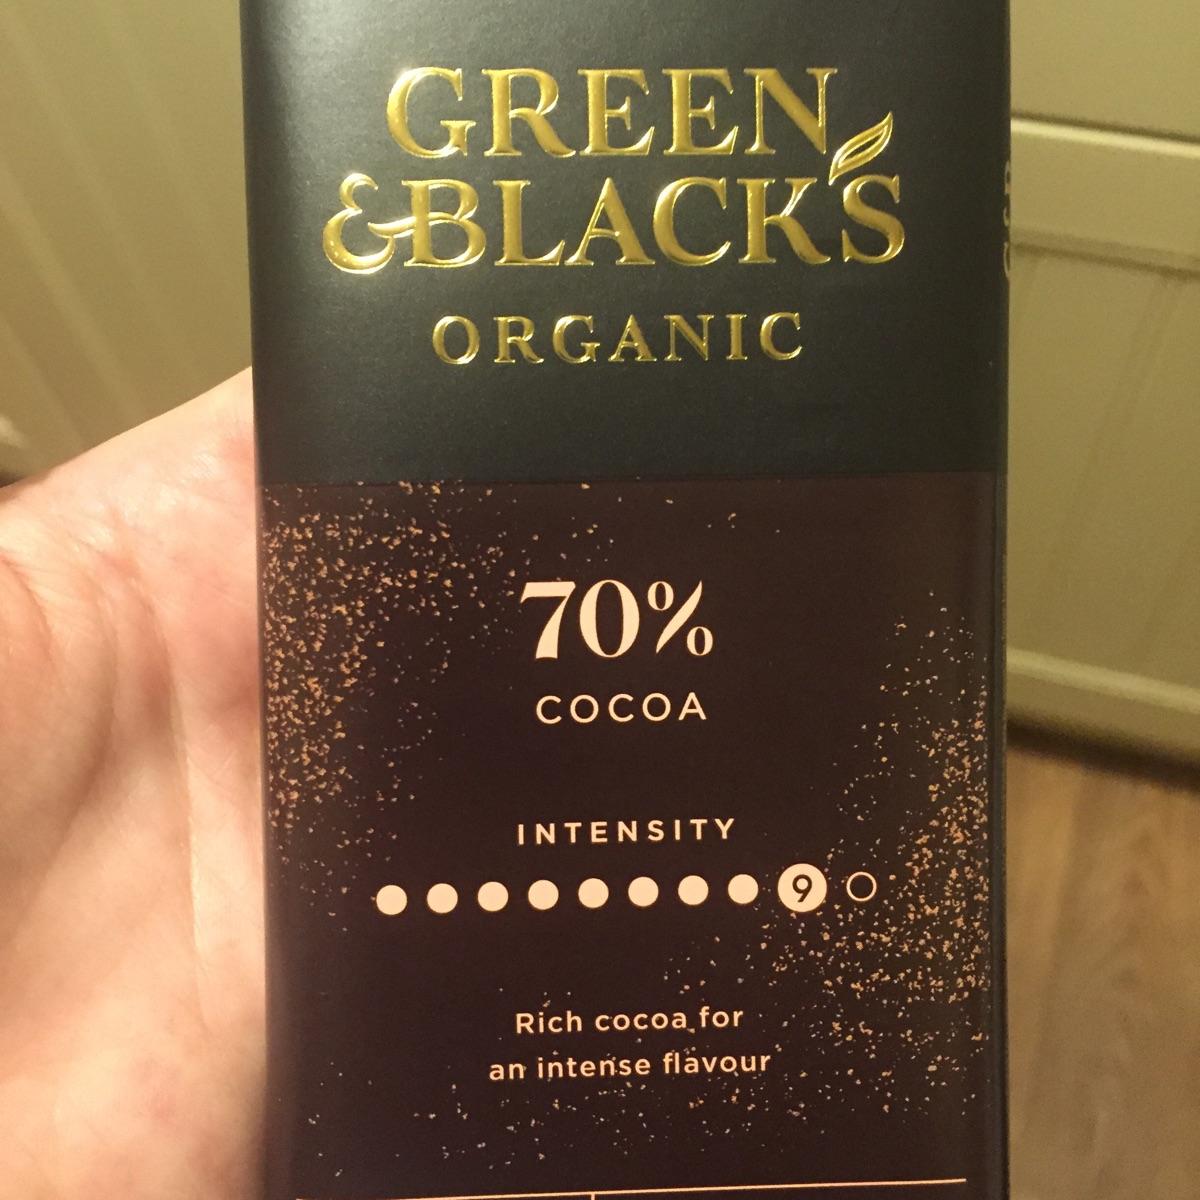 GREEN
& BLACK'S
ORGANIC
70%
COCOA
INTENSITY
9
Rich cocoa for
an intense flavour